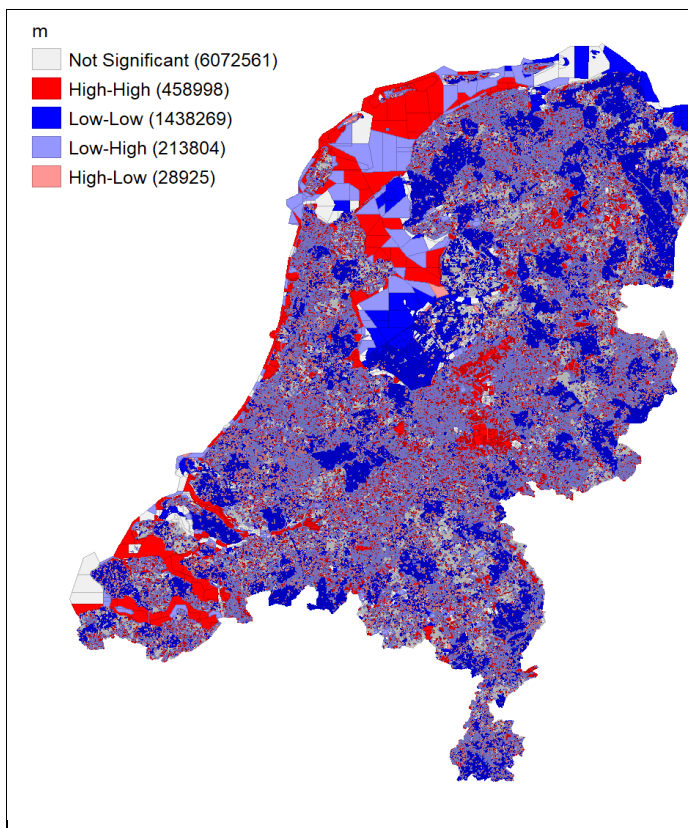 m
Not Significant (6072561)
High-High (458998)
Low-Low (1438269)
Low-High (213804)
High-Low (28925)